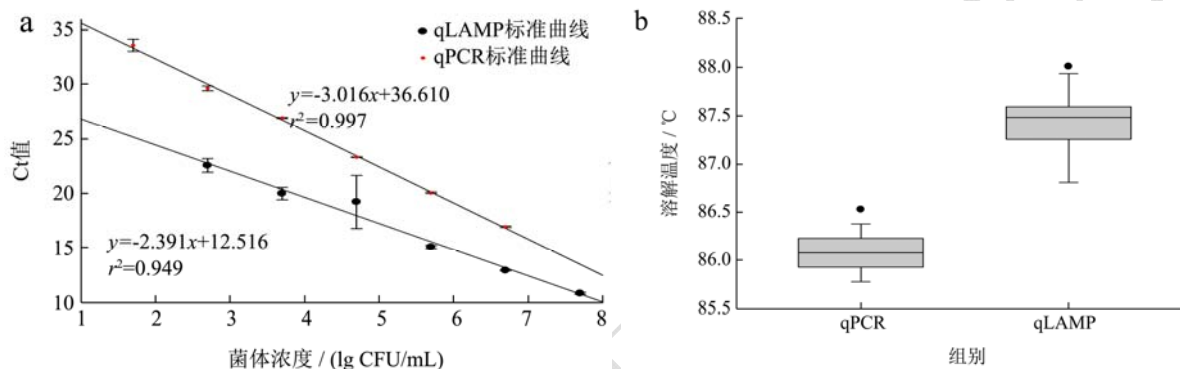 a
35
30
25
20
15
10
Ct值
qLAMP标准曲线
qPCR标准曲线
y=-3.016x+36.610
r²=0.997
y=-2.391x+12.516
r²=0.949
1 2 3 4 5 6 7 8
菌体浓度 / (lg CFU/mL)
b
88.5
88.0
87.5
87.0
86.5
86.0
85.5
溶解温度 / ℃
qPCR qLAMP
组别